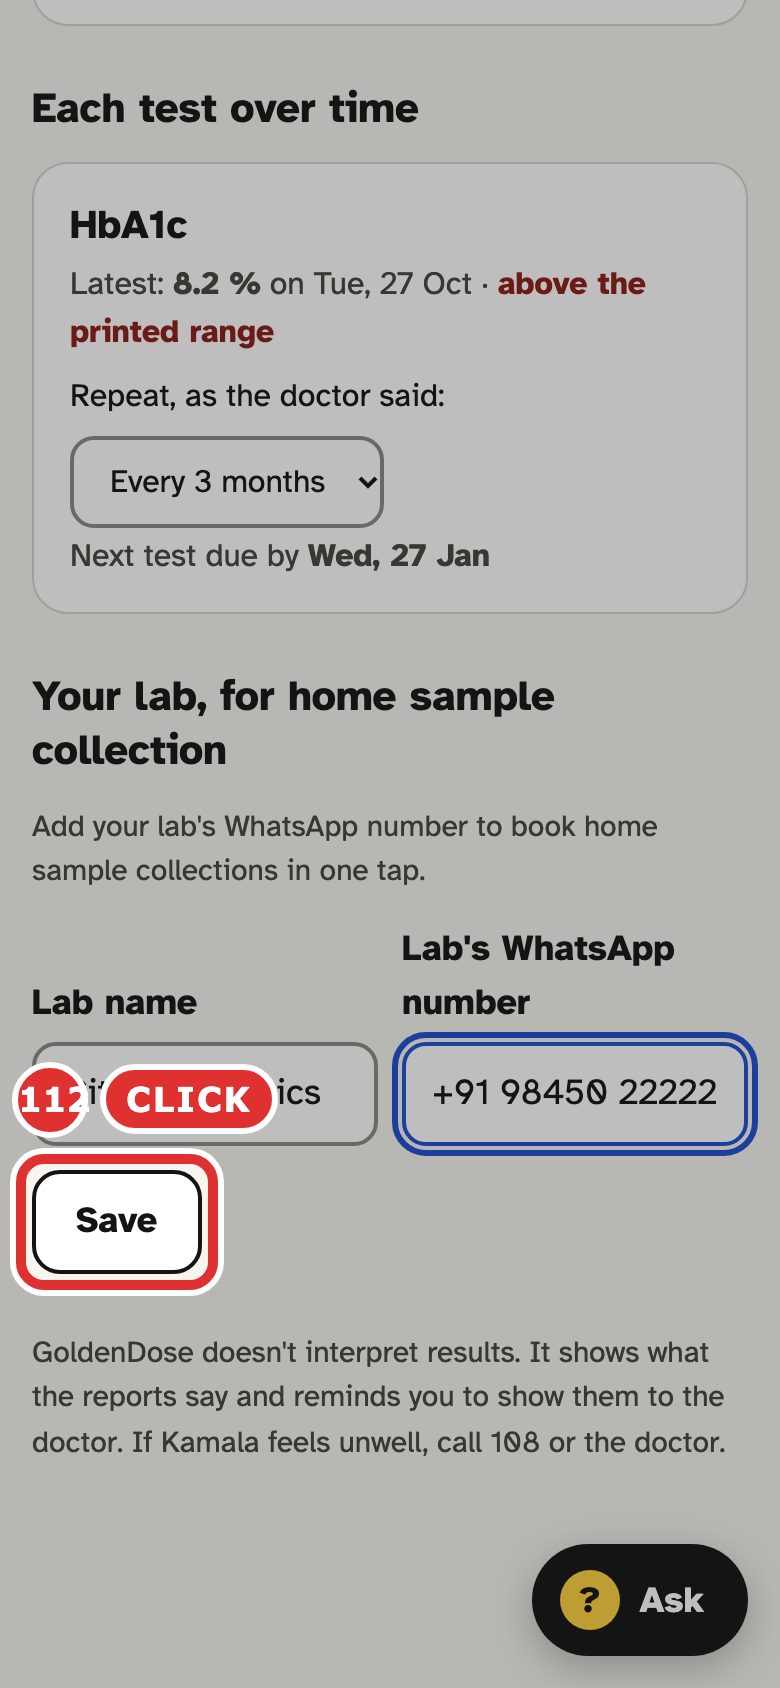 Each test over time
HbA1c
Latest: 8.2 % on Tue, 27 Oct · above the
printed range
Repeat, as the doctor said:
Every 3 months
Next test due by Wed, 27 Jan
Your lab, for home sample
collection
Add your lab's WhatsApp number to book home
sample collections in one tap.
Lab name
Lab's WhatsApp
number
112 CLICK
+91 98450 22222
Save
GoldenDose doesn't interpret results. It shows what
the reports say and reminds you to show them to the
doctor. If Kamala feels unwell, call 108 or the doctor.
? Ask